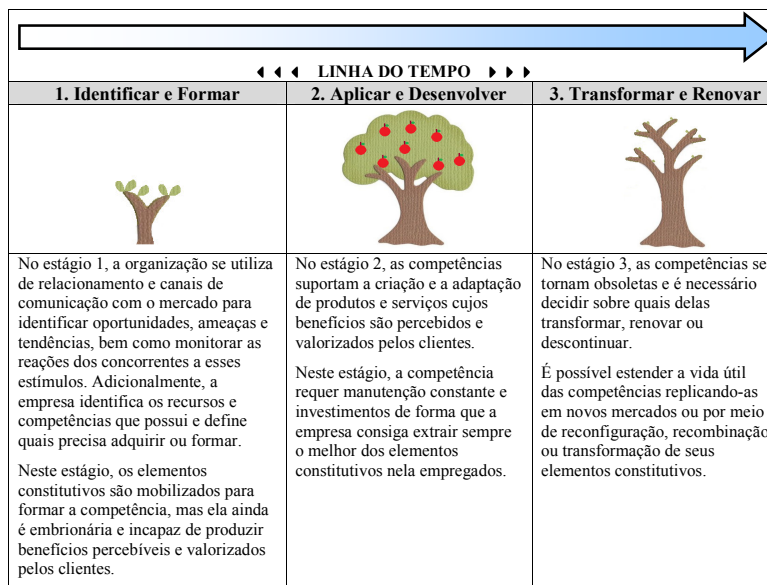 LINHA DO TEMPO
1. Identificar e Formar
2. Aplicar e Desenvolver
3. Transformar e Renovar
No estágio 1, a organização se utiliza
de relacionamento e canais de
comunicação com o mercado para
identificar oportunidades, ameaças e
tendências, bem como monitorar as
reações dos concorrentes a esses
estímulos. Adicionalmente, a
empresa identifica os recursos e
competências que possui e define
quais precisa adquirir ou formar.
Neste estágio, os elementos
constitutivos são mobilizados para
formar a competência, mas ela ainda
é embrionária e incapaz de produzir
benefícios percebíveis e valorizados
pelos clientes.
No estágio 2, as competências
suportam a criação e a adaptação
de produtos e serviços cujos
benefícios são percebidos e
valorizados pelos clientes.
Neste estágio, a competência
requer manutenção constante e
investimentos de forma que a
empresa consiga extrair sempre
o melhor dos elementos
constitutivos nela empregados.
No estágio 3, as competências se
tornam obsoletas e é necessário
decidir sobre quais delas
transformar, renovar ou
descontinuar.
É possível estender a vida útil
das competências replicando-as
em novos mercados ou por meio
de reconfiguração, recombinação
ou transformação de seus
elementos constitutivos.